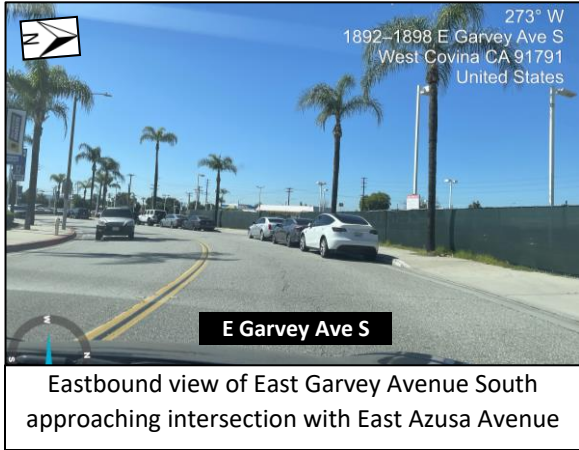 N
273° W
1892–1898 E Garvey Ave S
West Covina CA 91791
United States
E Garvey Ave S
W
S
N
Eastbound view of East Garvey Avenue South
approaching intersection with East Azusa Avenue